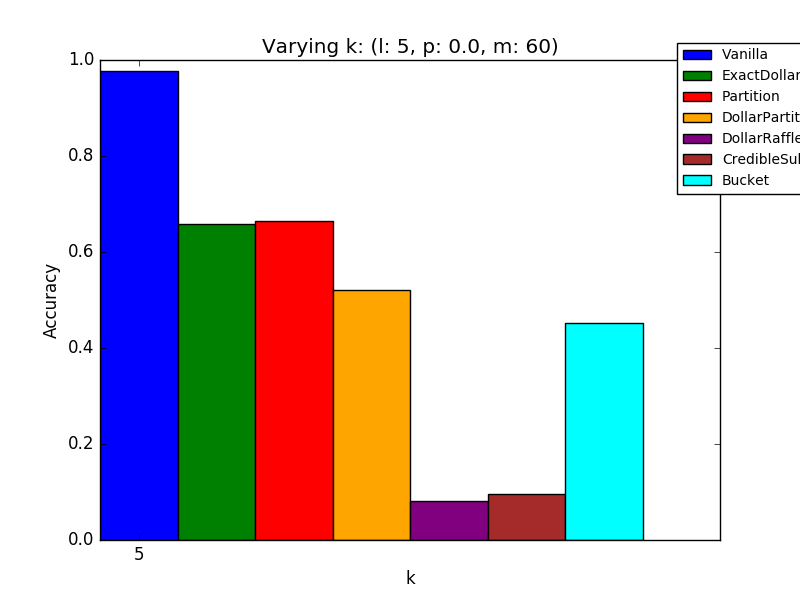 Varying k: (l: 5, p: 0.0, m: 60)
Vanilla
ExactDollar
Partition
DollarPartit
DollarRaffle
CredibleSul
Bucket
1.0
0.8
0.6
0.4
0.2
0.0
Accuracy
5
k